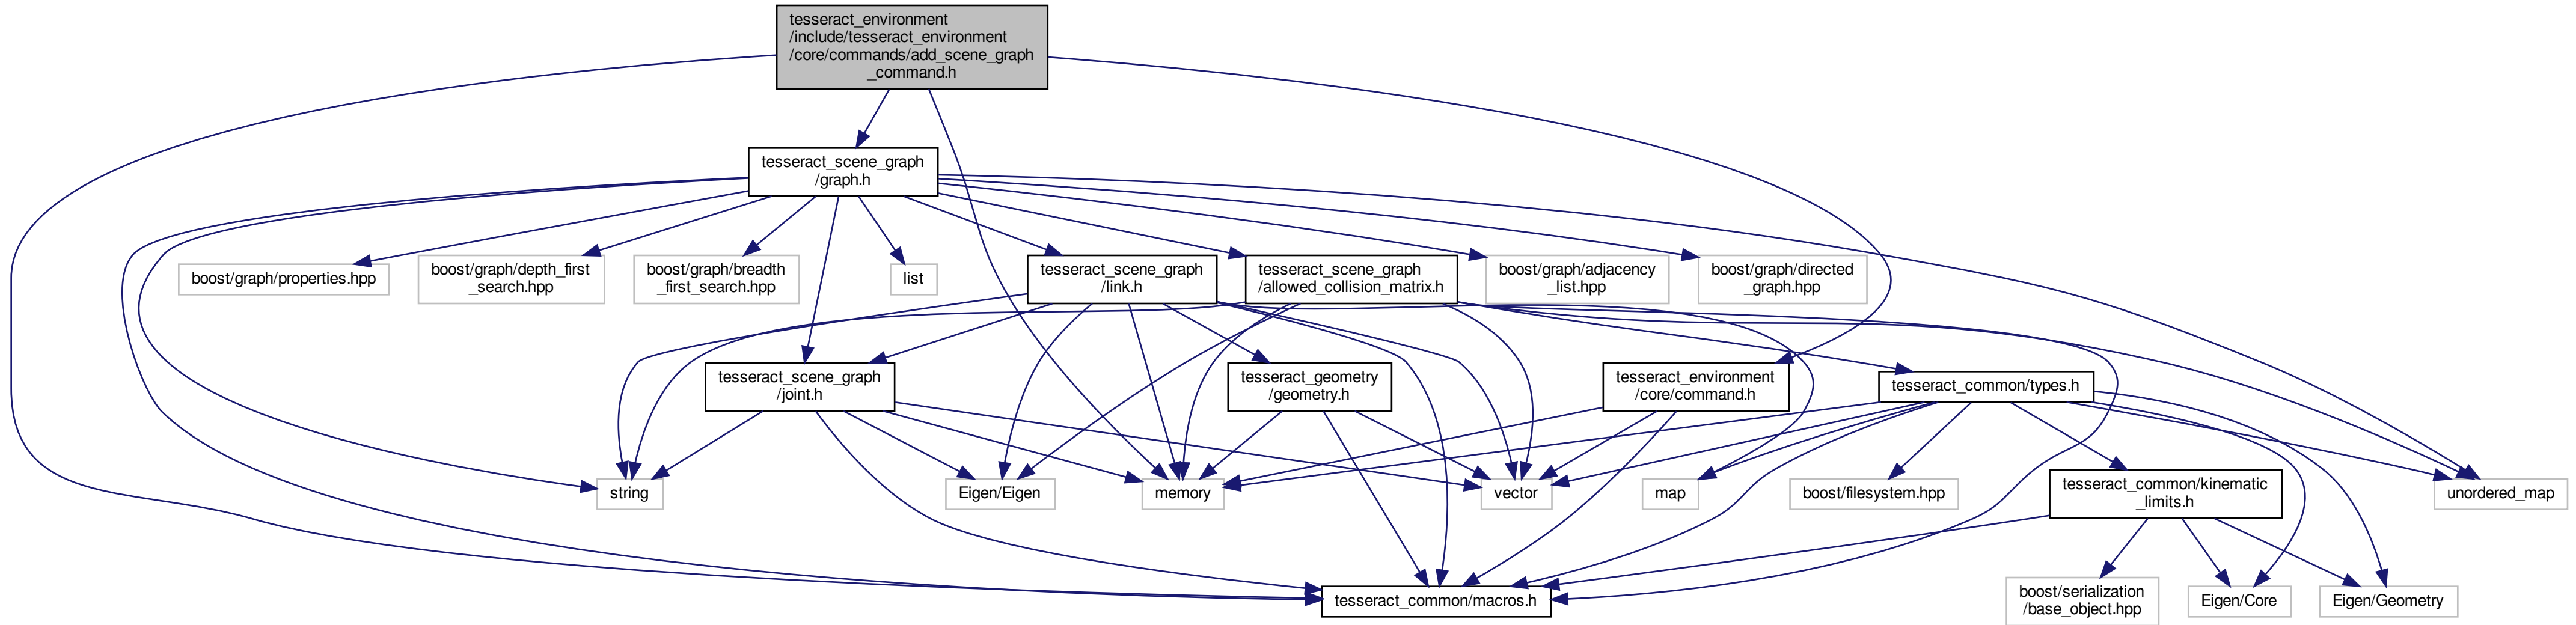 tesseract_environment
/include/tesseract_environment
/core/commands/add_scene_graph
_command.h
tesseract_scene_graph
/graph.h
boost/graph/properties.hpp
boost/graph/depth_first
_search.hpp
boost/graph/breadth
_first_search.hpp
list
tesseract_scene_graph
/link.h
tesseract_scene_graph
/allowed_collision_matrix.h
boost/graph/adjacency
_list.hpp
boost/graph/directed
_graph.hpp
tesseract_scene_graph
/joint.h
tesseract_geometry
/geometry.h
tesseract_environment
/core/command.h
tesseract_common/types.h
string
Eigen/Eigen
memory
vector
map
boost/filesystem.hpp
tesseract_common/kinematic
_limits.h
unordered_map
tesseract_common/macros.h
boost/serialization
/base_object.hpp
Eigen/Core
Eigen/Geometry